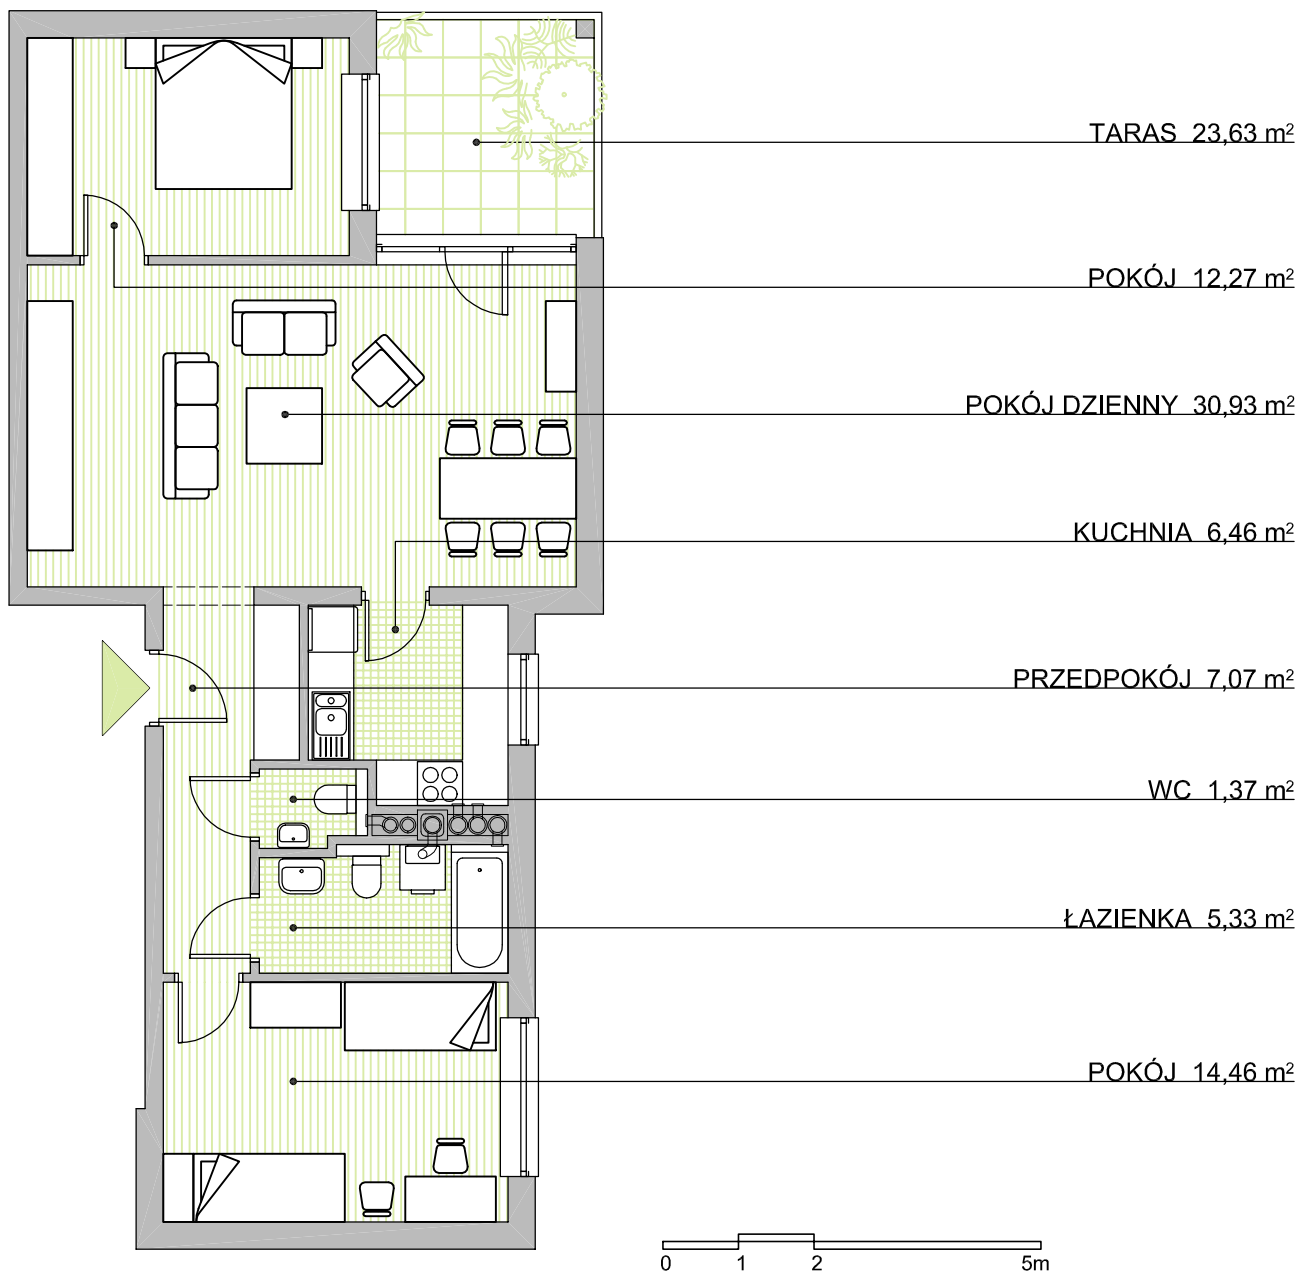 TARAS 23,63 m²
POKÓJ 12,27 m²
POKÓJ DZIENNY 30,93 m²
KUCHNIA 6,46 m²
PRZEDPOKÓJ 7,07 m²
WC 1,37 m²
ŁAZIENKA 5,33 m²
POKÓJ 14,46 m²
0 1 2 5m